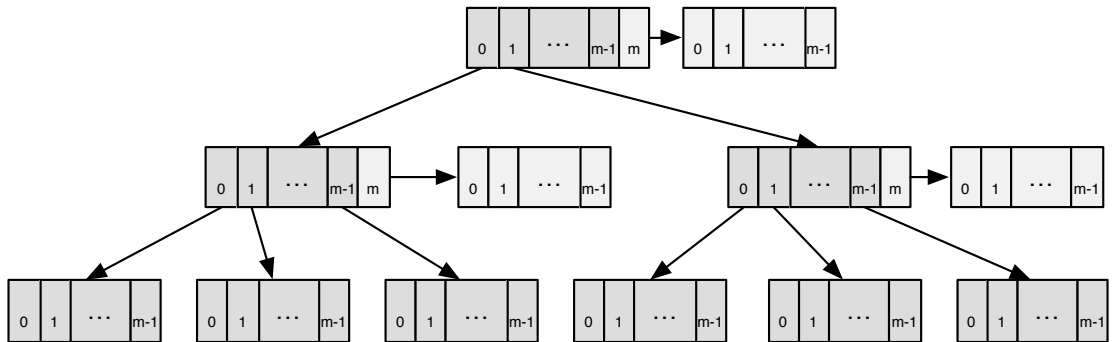 0 1 ... m-1 m 0 1 ... m-1
0 1 ... m-1 m 0 1 ... m-1 0 1 ... m-1 m 0 1 ... m-1
0 1 ... m-1 0 1 ... m-1 0 1 ... m-1 0 1 ... m-1 0 1 ... m-1 0 1 ... m-1